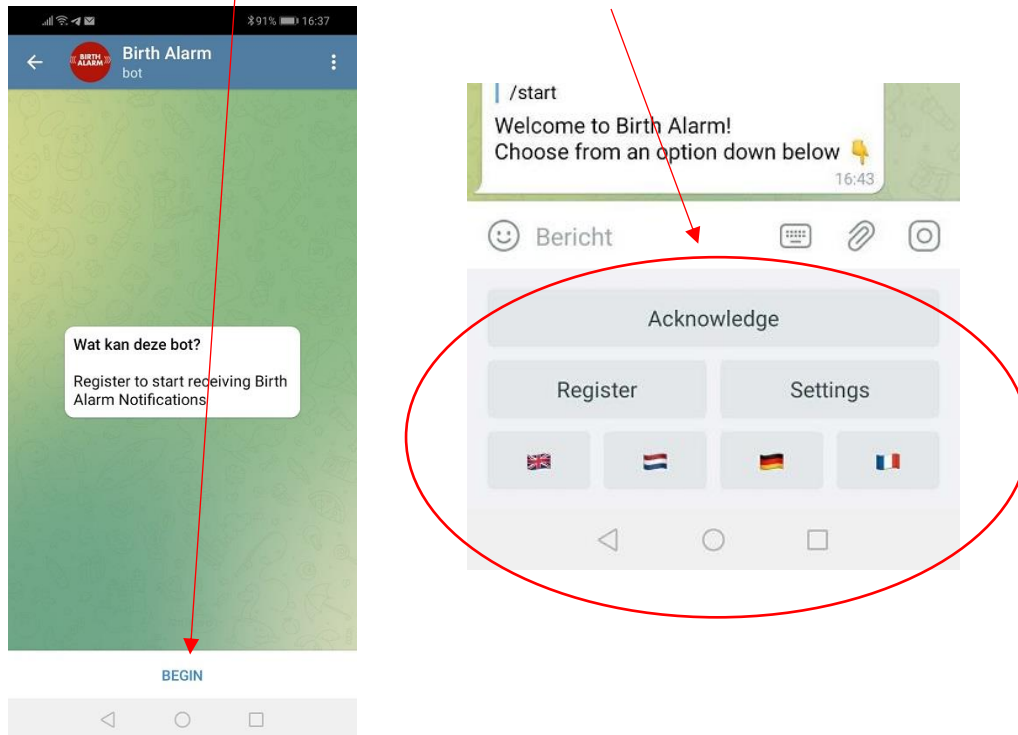 91% 16:37
BIRTH
ALARM
Birth Alarm
bot
Wat kan deze bot?
Register to start receiving Birth
Alarm Notifications
BEGIN
/start
Welcome to Birth Alarm!
Choose from an option down below 👇
16:43
Bericht
Acknowledge
Register Settings